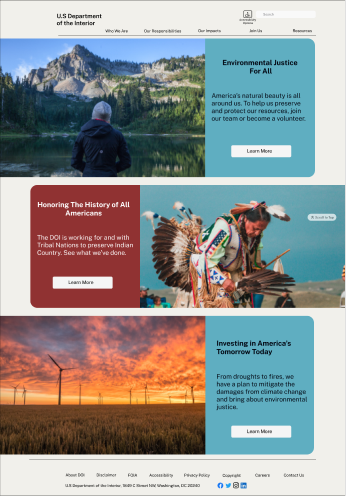 U.S Department
of the Interior
Search
Who We Are
Our Responsibilities
Our Impacts
Join Us
Resources
Environmental Justice
For All
America's natural beauty is all
around us. To help us preserve
and protect our resources, join
our team or become a volunteer.
Learn More
Honoring The History of All
Americans
The DOI is working for and with
Tribal Nations to preserve Indian
Country. See what we've done.
Learn More
Scroll to Top
Investing in America's
Tomorrow Today
From droughts to fires, we
have a plan to mitigate the
damages from climate change
and bring about environmental
justice.
Learn More
About DOI
Disclaimer
FOIA
Accessibility
Privacy Policy
Copyright
Careers
Contact Us
U.S Department of the Interior, 1849 C Street NW, Washington, DC 20240